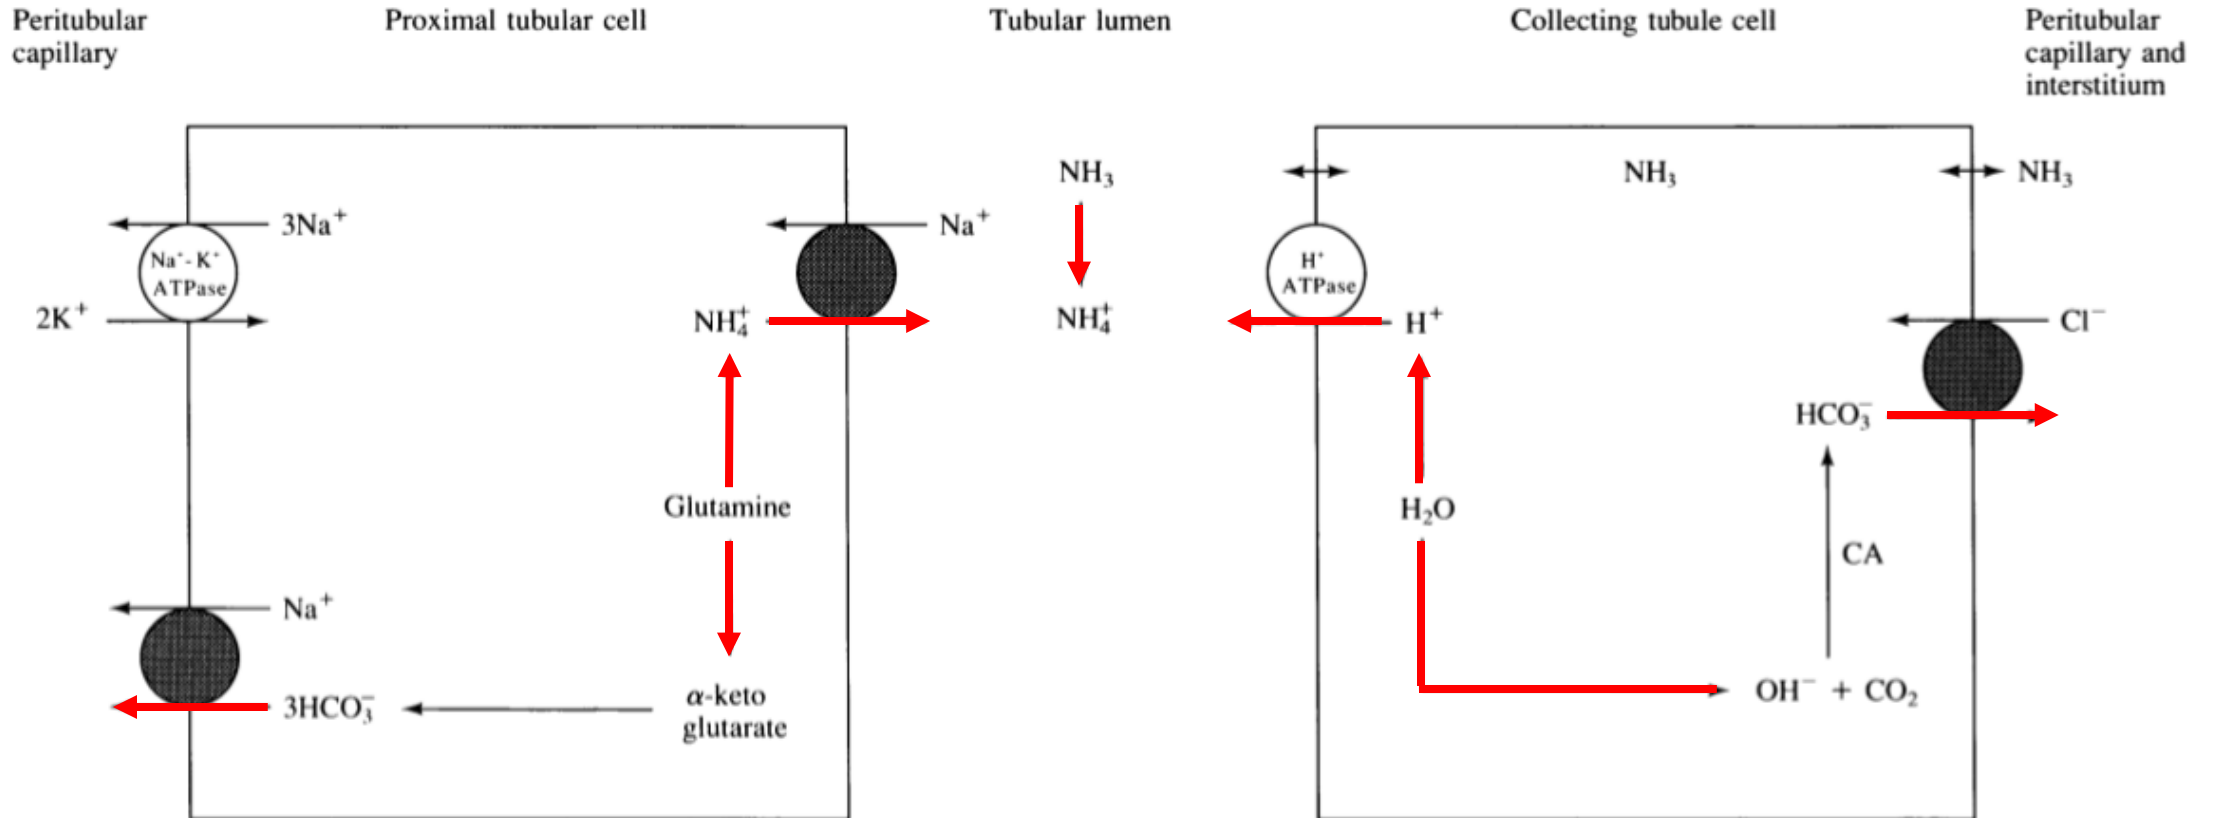 Peritubular
capillary
Proximal tubular cell
Tubular lumen
Collecting tubule cell
Peritubular
capillary and
interstitium
3Na⁺
Na⁺-K⁺
ATPase
2K⁺
Na⁺
NH₄⁺
Glutamine
Na⁺
3HCO₃⁻
α-keto
glutarate
NH₃
NH₄⁺
NH₃
NH₃
H⁺
ATPase
H⁺
Cl⁻
HCO₃⁻
H₂O
CA
OH⁻ + CO₂